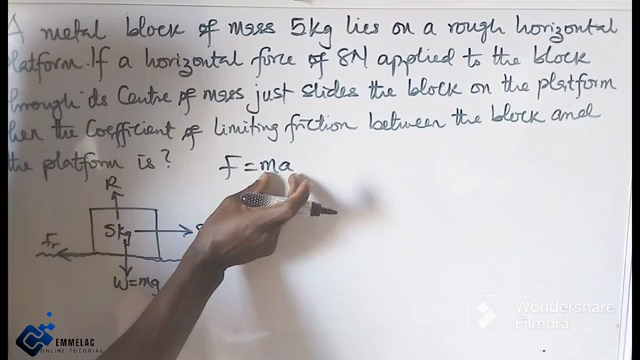 A metal block of mass 5kg lies on a rough horizontal
platform. If a horizontal force of 8N applied to the block
through its Centre of mass just slides the block on the platform
then the Coefficient of limiting friction between the block and
the platform is?
F = ma
R
5kg
Fr
W=mg
Wondershare
Filmora
EMMELAC
ONLINE TUTORIAL